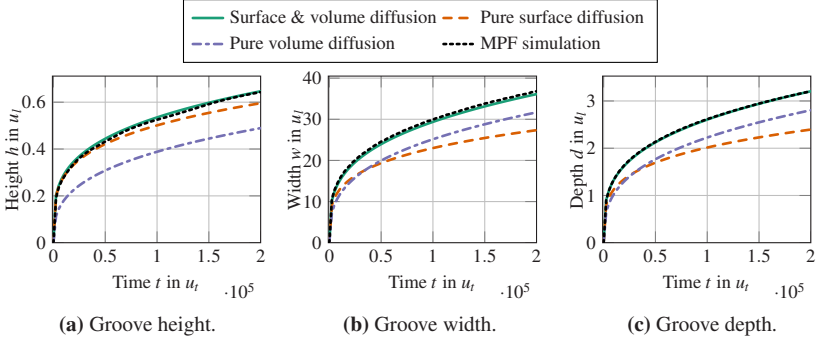 Surface & volume diffusion Pure surface diffusion
Pure volume diffusion MPF simulation
Height h in u_l
0.6
0.4
0.2
0
0 0.5 1 1.5 2
Time t in u_t ·10^5
(a) Groove height.
Width w in u_l
40
30
20
10
0
0 0.5 1 1.5 2
Time t in u_t ·10^5
(b) Groove width.
Depth d in u_l
3
2
1
0
0 0.5 1 1.5 2
Time t in u_t ·10^5
(c) Groove depth.